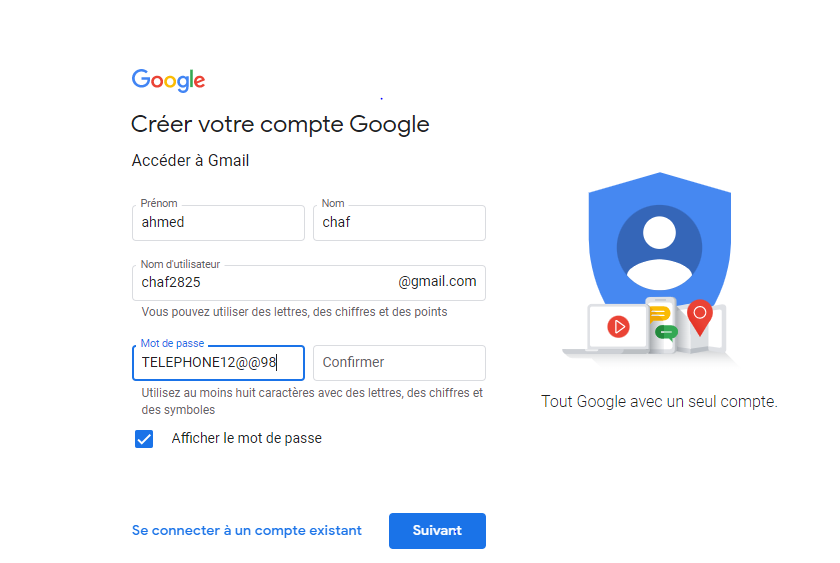 Google
Créer votre compte Google
Accéder à Gmail
Prénom
Nom
ahmed
chaf
Nom d'utilisateur
chaf2825
@gmail.com
Vous pouvez utiliser des lettres, des chiffres et des points
Mot de passe
TELEPHONE12@@98
Confirmer
Utilisez au moins huit caractères avec des lettres, des chiffres et
des symboles
Afficher le mot de passe
Tout Google avec un seul compte.
Se connecter à un compte existant
Suivant